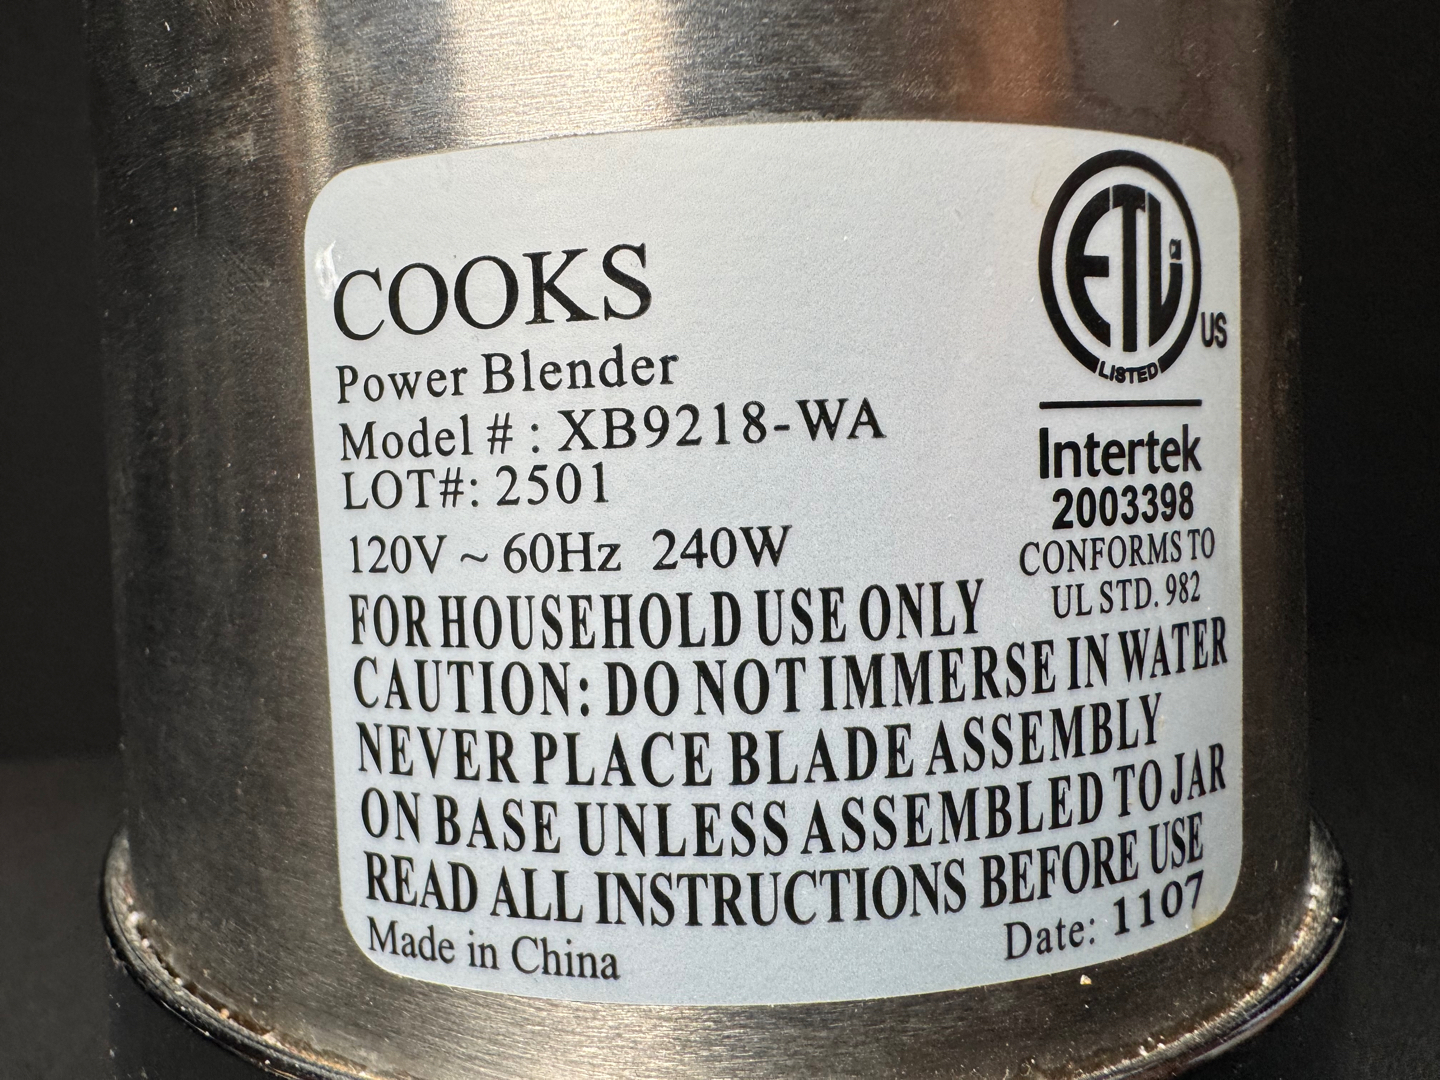 COOKS
Power Blender
Model # : XB9218-WA
LOT#: 2501
120V ~ 60Hz 240W
FOR HOUSEHOLD USE ONLY
CAUTION: DO NOT IMMERSE IN WATER
NEVER PLACE BLADE ASSEMBLY
ON BASE UNLESS ASSEMBLED TO JAR
READ ALL INSTRUCTIONS BEFORE USE
Made in China
Date: 1107
ETL
CM
US
LISTED
Intertek
2003398
CONFORMS TO
UL STD. 982